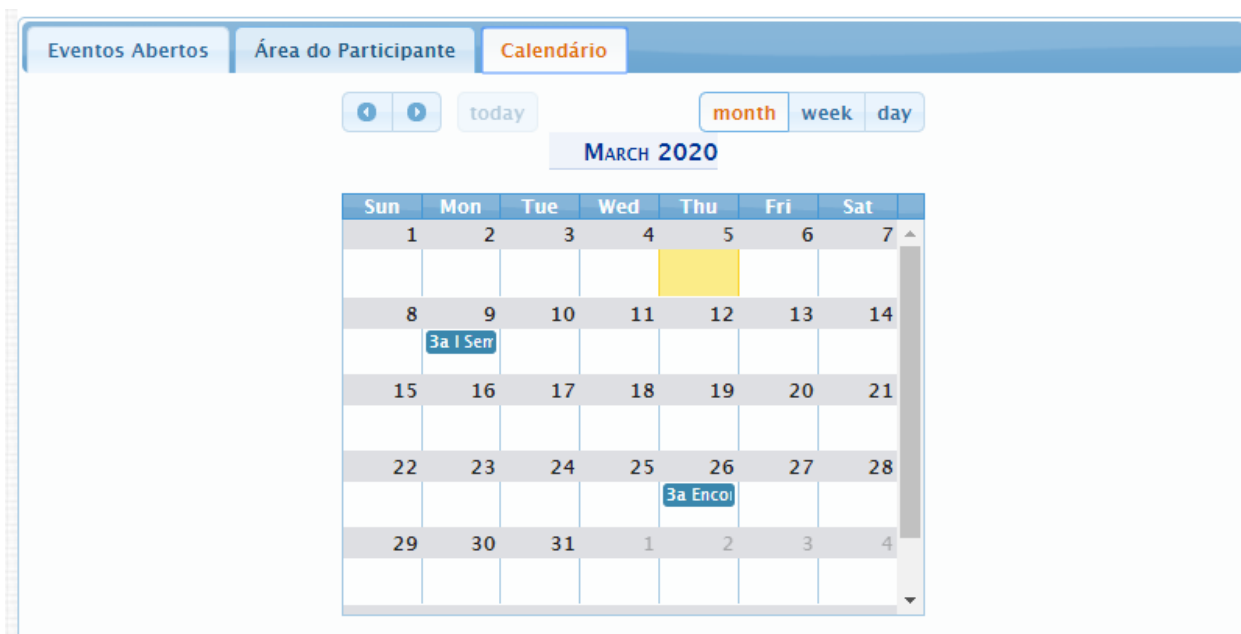 Eventos Abertos Área do Participante Calendário
today month week day
MARCH 2020
Sun Mon Tue Wed Thu Fri Sat
1 2 3 4 5 6 7
8 9 10 11 12 13 14
3a I Sem
15 16 17 18 19 20 21
22 23 24 25 26 27 28
3a Enco
29 30 31 1 2 3 4